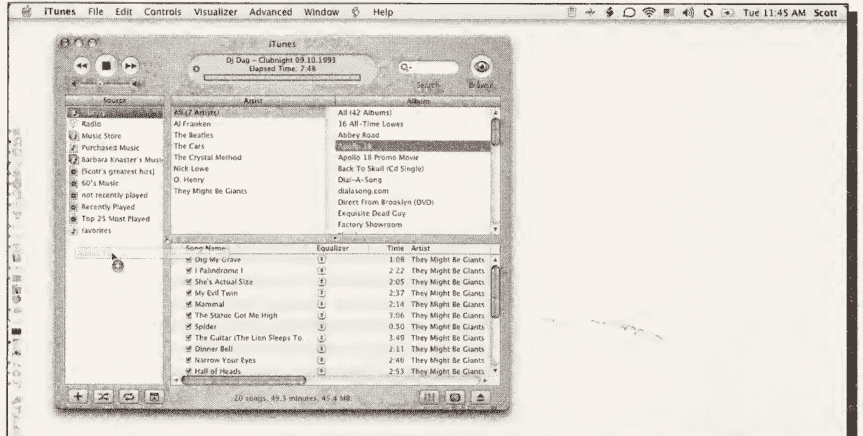 iTunes File Edit Controls Visualizer Advanced Window Help Tue 11:45 AM Scott
iTunes
Dj Dag - Clubnight 09.10.1993
Elapsed Time: 7:48
Search
Browse
Source
Radio
Music Store
Purchased Music
Barbara Knaster's Musi
(Scott's greatest hits)
60's Music
not recently played
Recently Played
Top 25 Most Played
favorites
Artist
All (7 Artists)
Al Franken
The Beatles
The Cars
The Crystal Method
Nick Lowe
O. Henry
They Might Be Giants
Album
All (42 Albums)
36 All-Time Lowes
Abbey Road
Apollo 18
Apollo 18 Promo Movie
Back To Skull (Cd Single)
Dial-A-Song
dialasong.com
Direct From Brooklyn (DVD)
Exquisite Dead Guy
Factory Showroom
Song Name Equalizer Time Artist
Dig My Grave 1:08 They Might Be Giants
I Palindrome I 2:22 They Might Be Giants
She's Actual Size 2:05 They Might Be Giants
My Evil Twin 2:37 They Might Be Giants
Mammal 2:14 They Might Be Giants
The Statue Got Me High 3:06 They Might Be Giants
Spider 0:50 They Might Be Giants
The Guitar (The Lion Sleeps To 3:49 They Might Be Giants
Dinner Bell 2:11 They Might Be Giants
Narrow Your Eyes 2:46 They Might Be Giants
Hall of Heads 2:53 They Might Be Giants
20 songs, 49.3 minutes, 45.4 MB